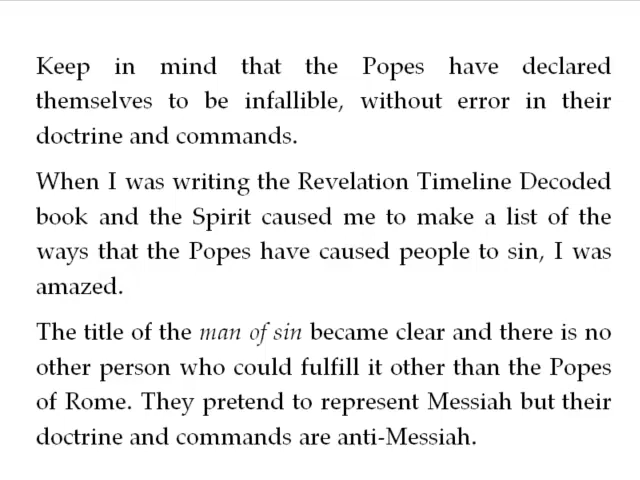 Keep in mind that the Popes have declared
themselves to be infallible, without error in their
doctrine and commands.
When I was writing the Revelation Timeline Decoded
book and the Spirit caused me to make a list of the
ways that the Popes have caused people to sin, I was
amazed.
The title of the man of sin became clear and there is no
other person who could fulfill it other than the Popes
of Rome. They pretend to represent Messiah but their
doctrine and commands are anti-Messiah.